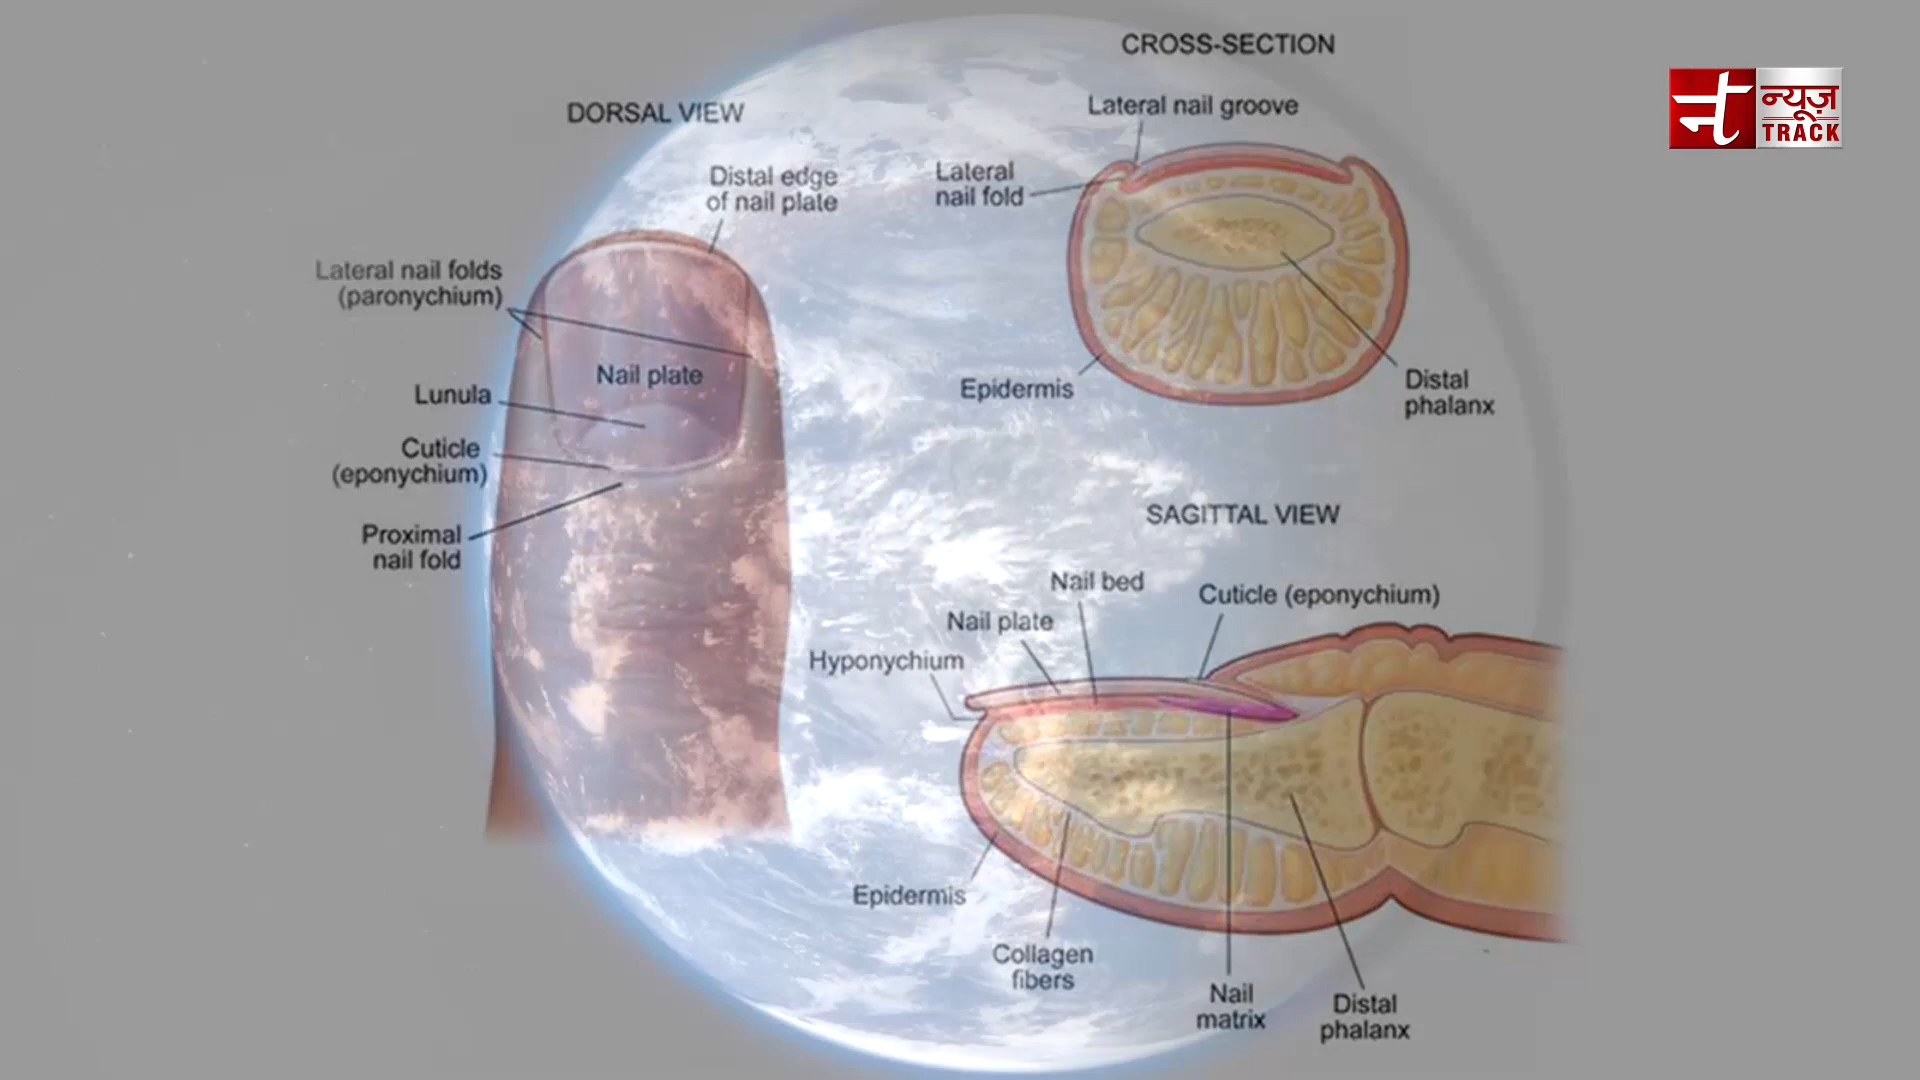 CROSS-SECTION
Lateral nail groove
Lateral
nail fold
Epidermis
Distal
phalanx
DORSAL VIEW
Distal edge
of nail plate
Lateral nail folds
(paronychium)
Nail plate
Lunula
Cuticle
(eponychium)
Proximal
nail fold
SAGITTAL VIEW
Nail bed
Cuticle (eponychium)
Nail plate
Hyponychium
Epidermis
Collagen
fibers
Nail
matrix
Distal
phalanx
न्यूज़
TRACK